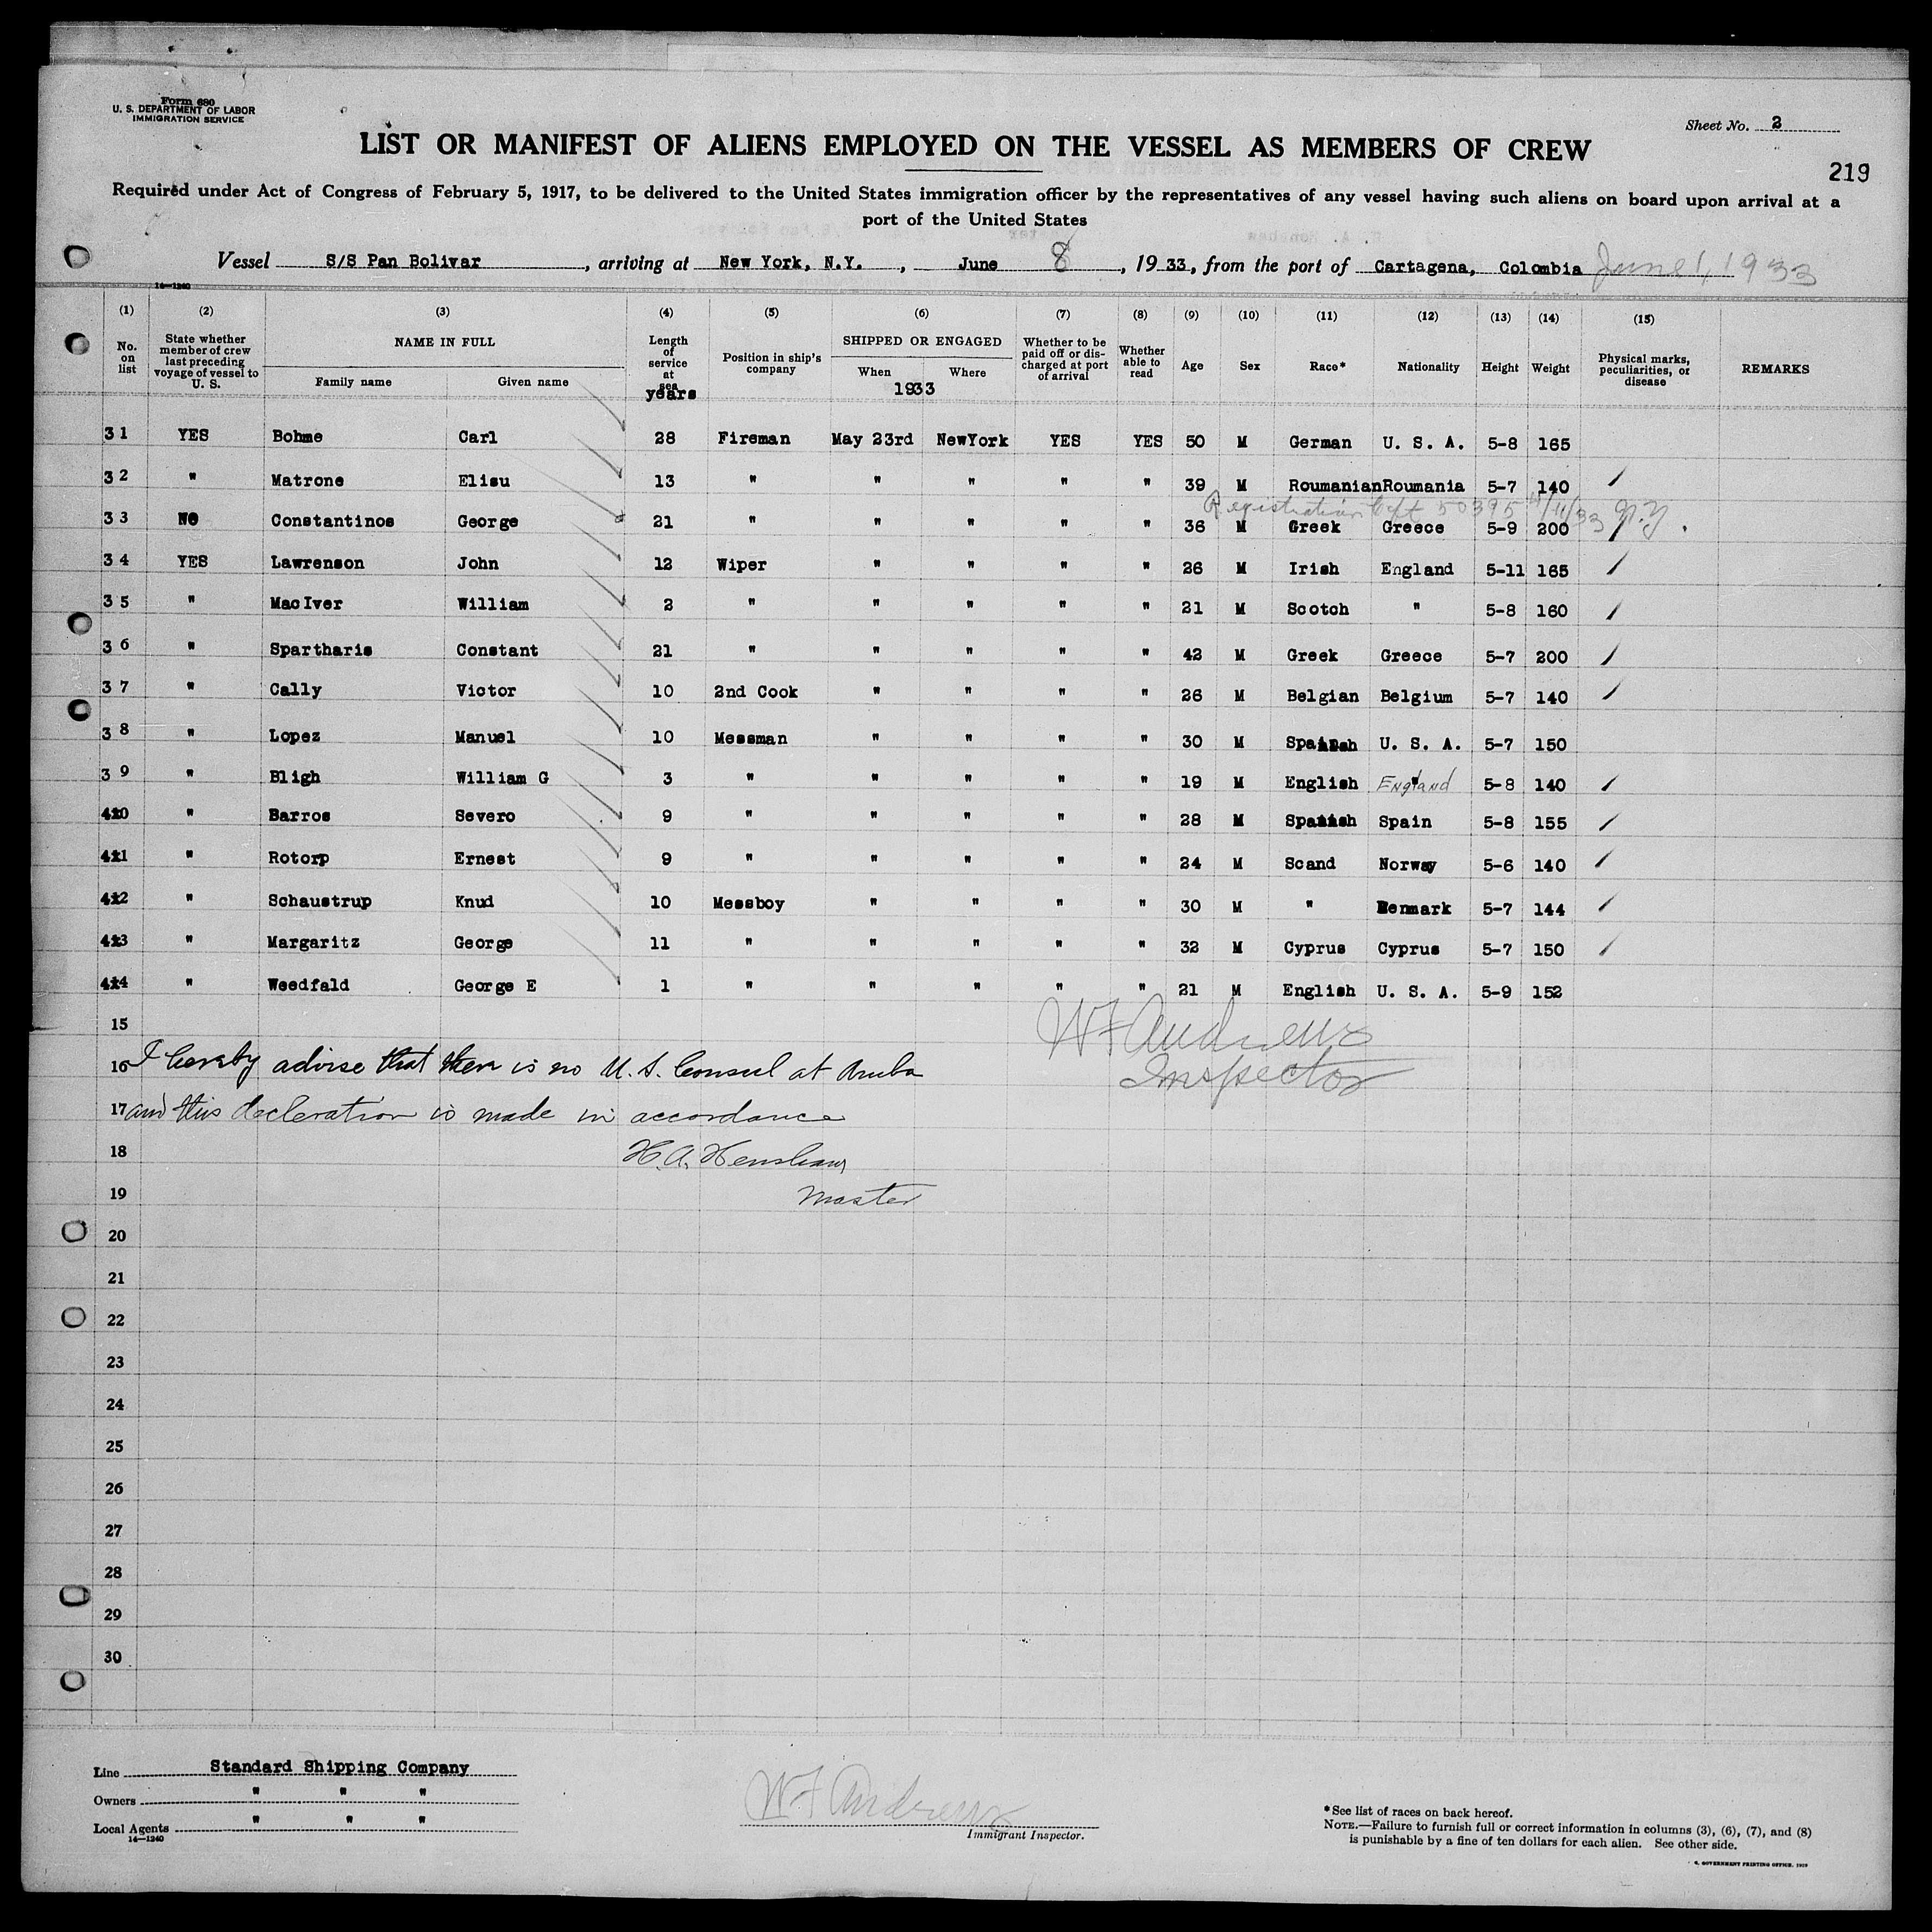 Form 680
U. S. DEPARTMENT OF LABOR
IMMIGRATION SERVICE
Sheet No. 2
LIST OR MANIFEST OF ALIENS EMPLOYED ON THE VESSEL AS MEMBERS OF CREW
219
Required under Act of Congress of February 5, 1917, to be delivered to the United States immigration officer by the representatives of any vessel having such aliens on board upon arrival at a
port of the United States
Vessel S/S Pan Bolivar, arriving at New York, N.Y., June 8, 1933, from the port of Cartagena, Colombia June 1, 1933
14—1240
(1) (2) (3) (4) (5) (6) (7) (8) (9) (10) (11) (12) (13) (14) (15)
No. on list State whether member of crew last preceding voyage of vessel to U. S. NAME IN FULL Family name Given name Length of service at sea years Position in ship's company SHIPPED OR ENGAGED When Where 1933 Whether to be paid off or discharged at port of arrival Whether able to read Age Sex Race* Nationality Height Weight Physical marks, peculiarities, or disease REMARKS
31 YES Bohme Carl 28 Fireman May 23rd NewYork YES YES 50 M German U. S. A. 5-8 165
32 " Matrone Elisu 13 " " " " " 39 M Roumanian Roumania 5-7 140
Registration Ctft 50395 4/11/33 N.Y.
33 NO Constantinos George 21 " " " " " 36 M Greek Greece 5-9 200
34 YES Lawrenson John 12 Wiper " " " " 26 M Irish England 5-11 165
35 " MacIver William 2 " " " " " 21 M Scotch " 5-8 160
36 " Spartharis Constant 21 " " " " " 42 M Greek Greece 5-7 200
37 " Cally Victor 10 2nd Cook " " " " 26 M Belgian Belgium 5-7 140
38 " Lopez Manuel 10 Messman " " " " 30 M Spanish U. S. A. 5-7 150
39 " Bligh William G 3 " " " " " 19 M English England 5-8 140
40 " Barros Severo 9 " " " " " 28 M Spanish Spain 5-8 155
41 " Rotorp Ernest 9 " " " " " 24 M Scand Norway 5-6 140
42 " Schaustrup Knud 10 Messboy " " " " 30 M " Denmark 5-7 144
43 " Margaritz George 11 " " " " " 32 M Cyprus Cyprus 5-7 150
44 " Weedfald George E 1 " " " " " 21 M English U. S. A. 5-9 152
15
W F Andrews
Inspector
16 I hereby advise that there is no U. S. Consul at Aruba
17 and this decleration is made in accordance
18 H. A. Henshaw
19 Master
20
21
22
23
24
25
26
27
28
29
30
Line Standard Shipping Company
Owners " " "
Local Agents " " "
14—1240
W F Andrews
Immigrant Inspector.
*See list of races on back hereof.
NOTE.—Failure to furnish full or correct information in columns (3), (6), (7), and (8)
is punishable by a fine of ten dollars for each alien. See other side.
GOVERNMENT PRINTING OFFICE